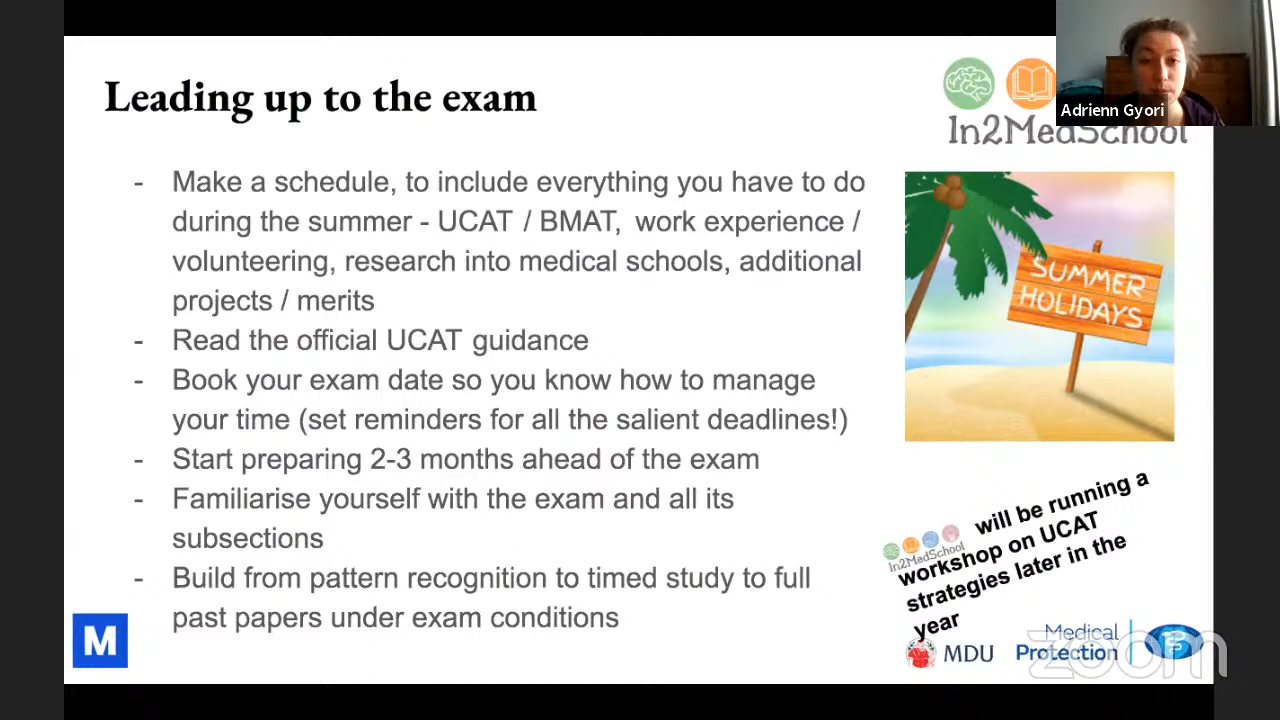 Leading up to the exam
Adrienn Gyori
In2MedSchool
- Make a schedule, to include everything you have to do
during the summer - UCAT / BMAT, work experience /
volunteering, research into medical schools, additional
projects / merits
- Read the official UCAT guidance
- Book your exam date so you know how to manage
your time (set reminders for all the salient deadlines!)
- Start preparing 2-3 months ahead of the exam
- Familiarise yourself with the exam and all its
subsections
- Build from pattern recognition to timed study to full
past papers under exam conditions
SUMMER
HOLIDAYS
In2MedSchool
will be running a
workshop on UCAT
strategies later in the
year
M
MDU
Medical
Protection
zoom